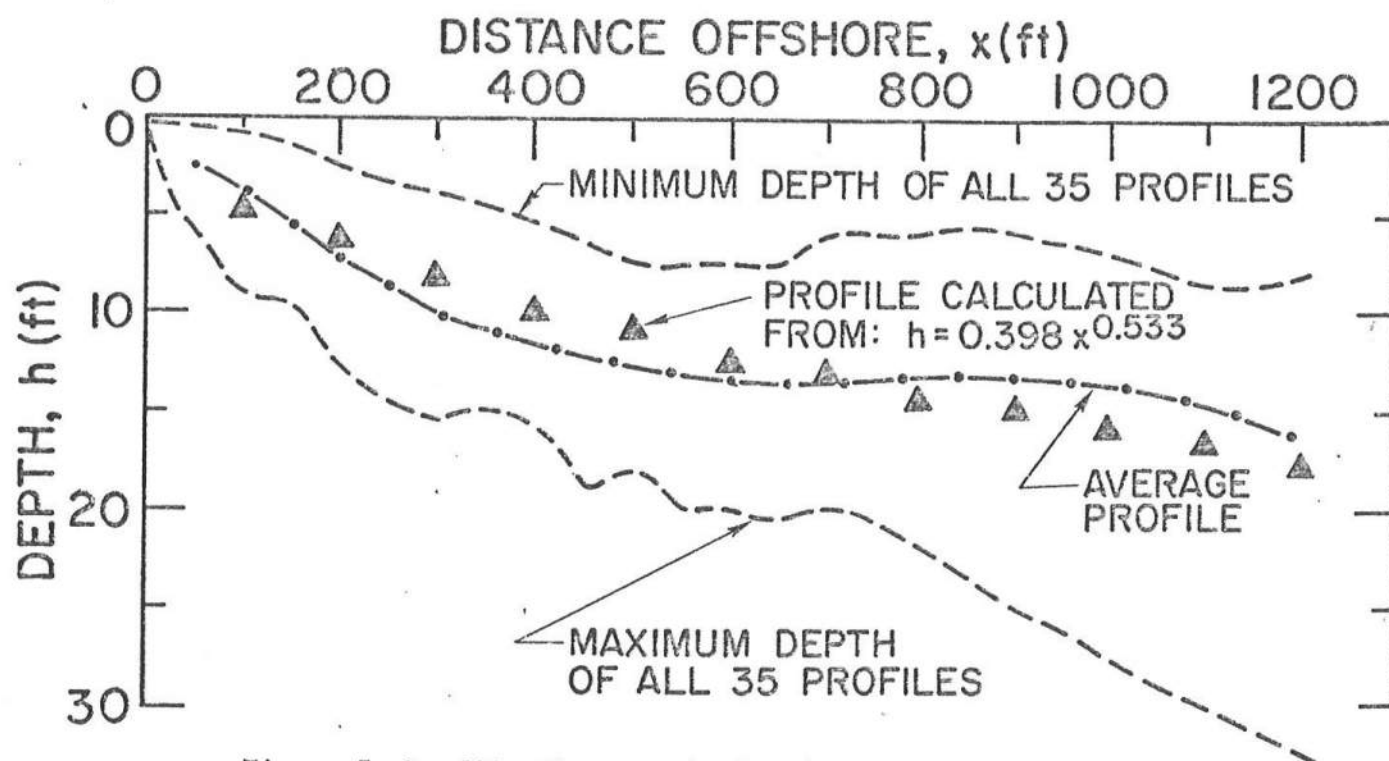 DISTANCE OFFSHORE, x(ft)
0 200 400 600 800 1000 1200
0
10
20
30
DEPTH, h (ft)
MINIMUM DEPTH OF ALL 35 PROFILES
PROFILE CALCULATED
FROM: h = 0.398 x^0.533
AVERAGE
PROFILE
MAXIMUM DEPTH
OF ALL 35 PROFILES